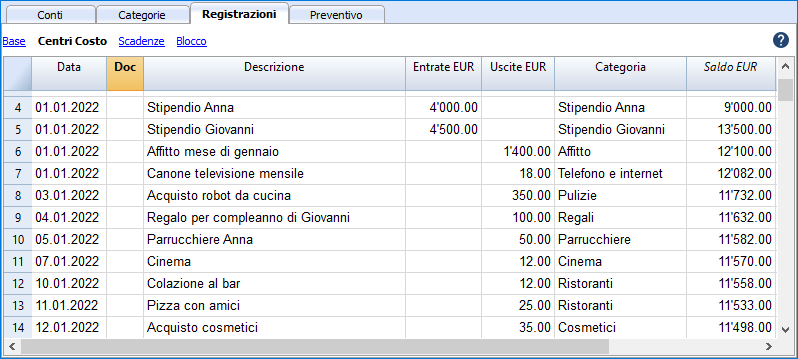 Conti Categorie Registrazioni Preventivo
Base Centri Costo Scadenze Blocco ?
Data Doc Descrizione Entrate EUR Uscite EUR Categoria Saldo EUR
4 01.01.2022 Stipendio Anna 4'000.00 Stipendio Anna 9'000.00
5 01.01.2022 Stipendio Giovanni 4'500.00 Stipendio Giovanni 13'500.00
6 01.01.2022 Affitto mese di gennaio 1'400.00 Affitto 12'100.00
7 01.01.2022 Canone televisione mensile 18.00 Telefono e internet 12'082.00
8 03.01.2022 Acquisto robot da cucina 350.00 Pulizie 11'732.00
9 04.01.2022 Regalo per compleanno di Giovanni 100.00 Regali 11'632.00
10 05.01.2022 Parrucchiere Anna 50.00 Parrucchiere 11'582.00
11 07.01.2022 Cinema 12.00 Cinema 11'570.00
12 10.01.2022 Colazione al bar 12.00 Ristoranti 11'558.00
13 11.01.2022 Pizza con amici 25.00 Ristoranti 11'533.00
14 12.01.2022 Acquisto cosmetici 35.00 Cosmetici 11'498.00